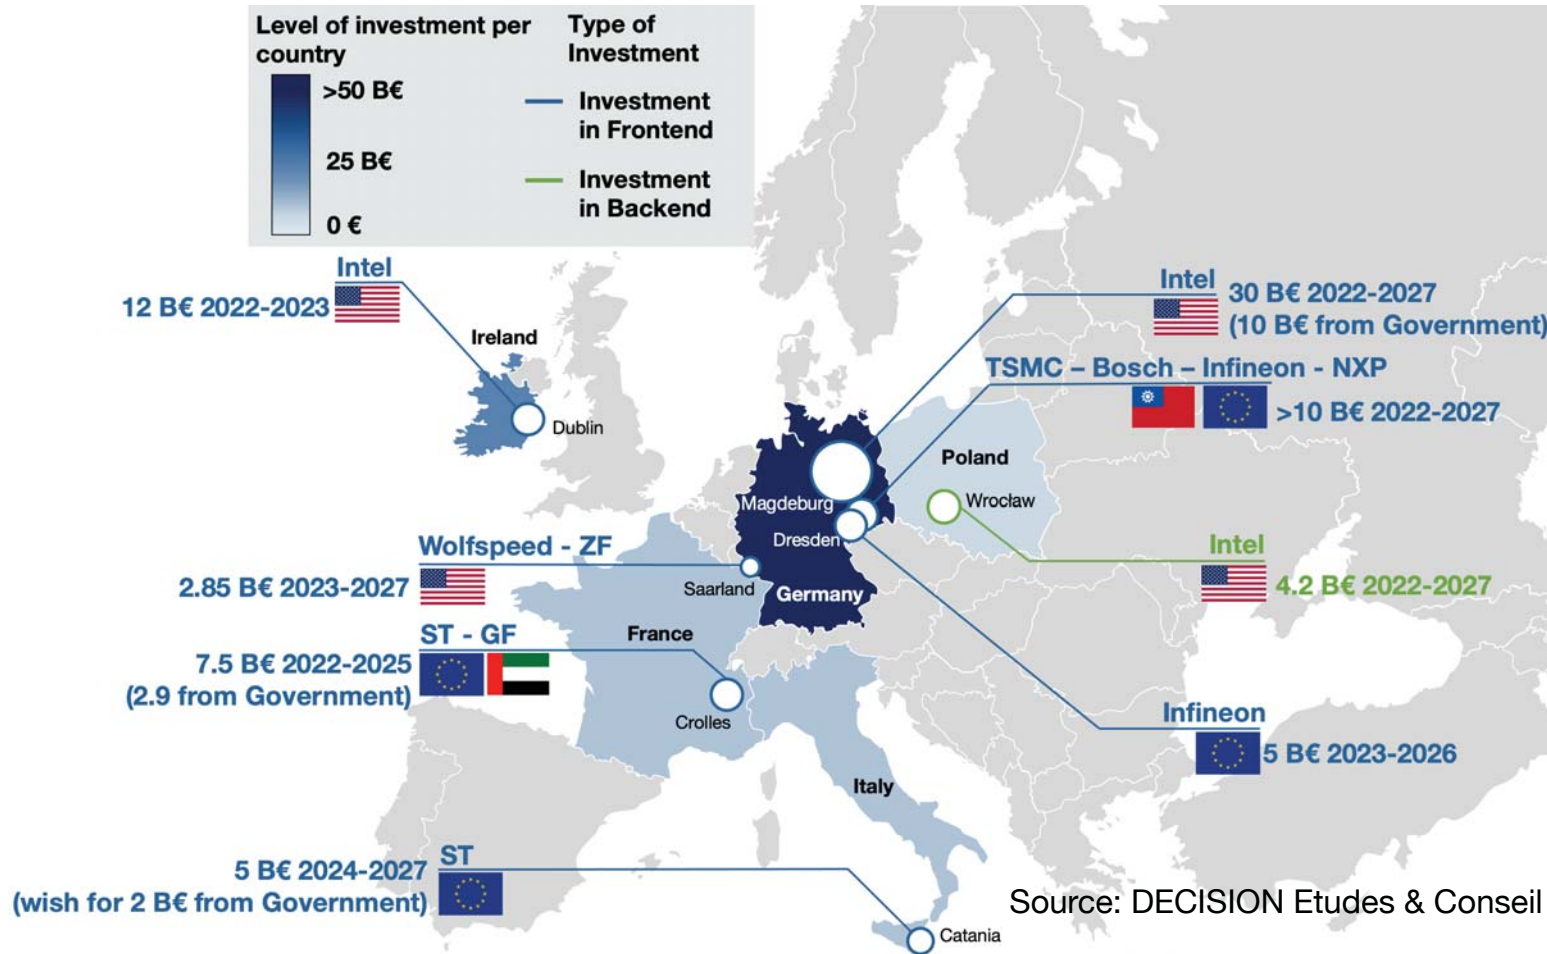 Level of investment per
country
>50 B€
25 B€
0 €
Type of
Investment
Investment
in Frontend
Investment
in Backend
Intel
12 B€ 2022-2023
Ireland
Dublin
Intel
30 B€ 2022-2027
(10 B€ from Government)
TSMC – Bosch – Infineon - NXP
>10 B€ 2022-2027
Poland
Wrocław
Magdeburg
Dresden
Germany
Intel
4.2 B€ 2022-2027
Wolfspeed - ZF
2.85 B€ 2023-2027
Saarland
ST - GF
7.5 B€ 2022-2025
(2.9 from Government)
France
Crolles
Infineon
5 B€ 2023-2026
Italy
ST
5 B€ 2024-2027
(wish for 2 B€ from Government)
Catania
Source: DECISION Etudes & Conseil